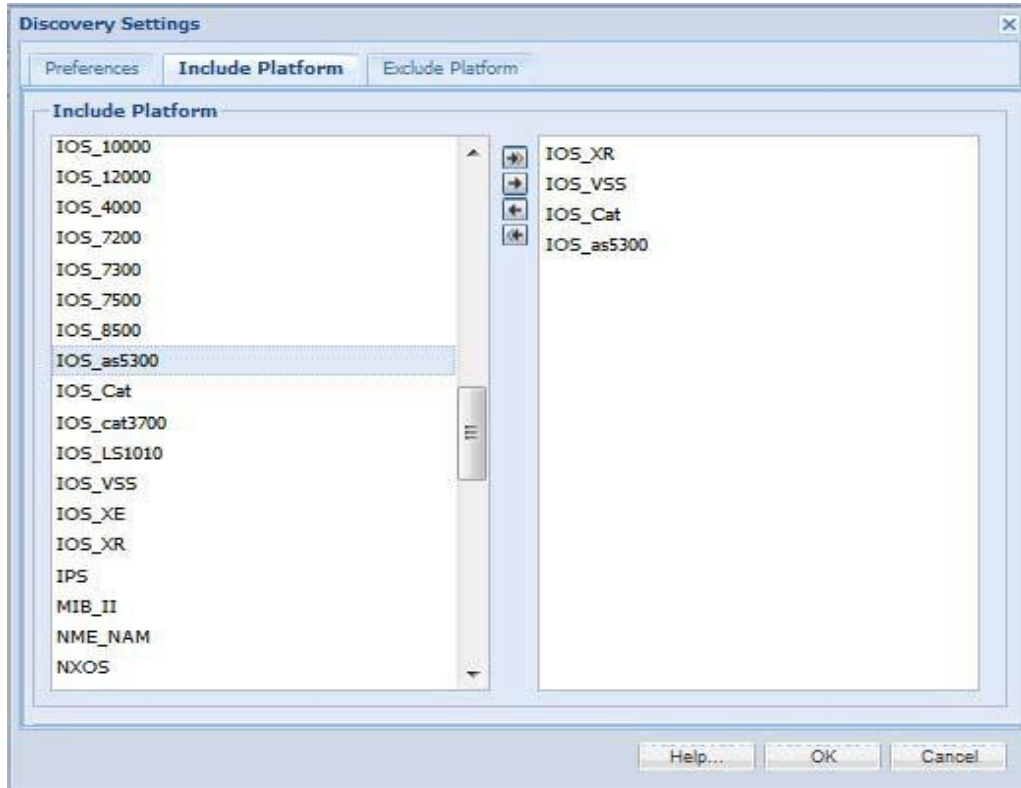 Discovery Settings
Preferences Include Platform Exclude Platform
Include Platform
IOS_10000
IOS_12000
IOS_4000
IOS_7200
IOS_7300
IOS_7500
IOS_8500
IOS_as5300
IOS_Cat
IOS_cat3700
IOS_LS1010
IOS_VSS
IOS_XE
IOS_XR
IPS
MIB_II
NME_NAM
NXOS
IOS_XR
IOS_VSS
IOS_Cat
IOS_as5300
Help... OK Cancel